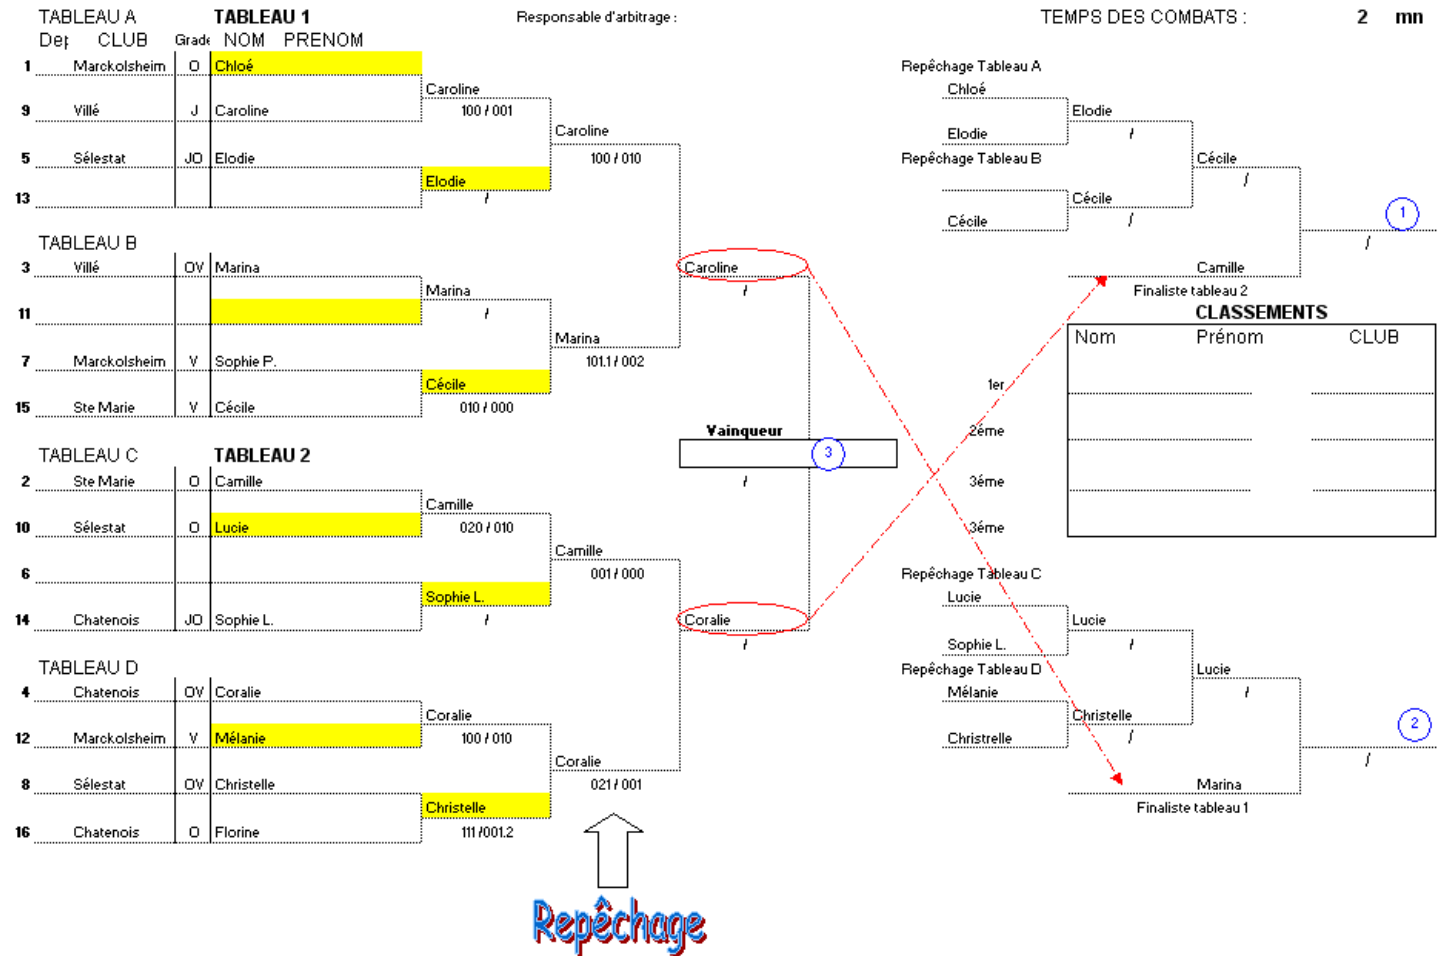 TABLEAU A TABLEAU 1 Responsable d'arbitrage : TEMPS DES COMBATS : 2 mn
Dep CLUB Grade NOM PRENOM
1 Marckolsheim O Chloé
Caroline
9 Villé J Caroline 100 / 001
Caroline
5 Sélestat JO Elodie 100 / 010
Elodie
13 /
TABLEAU B
3 Villé OV Marina
Marina
11 /
Marina
7 Marckolsheim V Sophie P. 101.1 / 002
Cécile
15 Ste Marie V Cécile 010 / 000
Caroline
/
Vainqueur
3
/
TABLEAU C TABLEAU 2
2 Ste Marie O Camille
Camille
10 Sélestat O Lucie 020 / 010
Camille
6 001 / 000
Sophie L.
14 Chatenois JO Sophie L. /
Coralie
/
TABLEAU D
4 Chatenois OV Coralie
Coralie
12 Marckolsheim V Mélanie 100 / 010
Coralie
8 Sélestat OV Christelle 021 / 001
Christelle
16 Chatenois O Florine 111 /001.2
Repêchage
Repêchage Tableau A
Chloé
Elodie
Elodie /
Repêchage Tableau B Cécile
/
Cécile
Cécile /
1
/
Camille
Finaliste tableau 2
CLASSEMENTS
Nom Prénom CLUB
1er
2éme
3éme
3éme
Repêchage Tableau C
Lucie
Lucie
Sophie L. /
Repêchage Tableau D Lucie
Mélanie /
Christelle
Christrelle /
2
/
Marina
Finaliste tableau 1